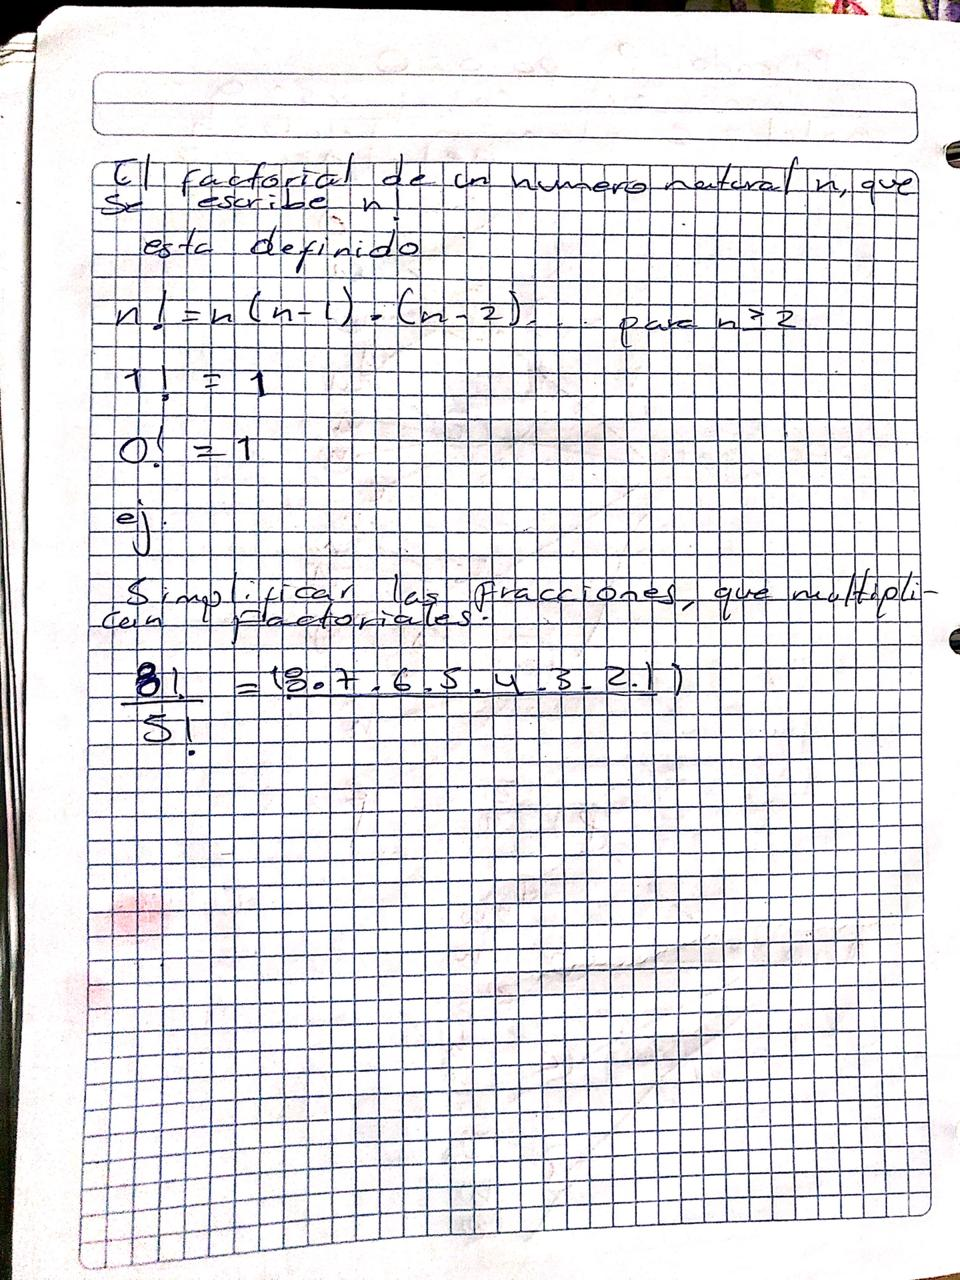 El factorial de un numero natural n, que
se escribe n!
esta definido
n! = n (n-1) . (n-2). . . . para n ≥ 2
1! = 1
0! = 1
ej.
Simplificar las fracciones, que multipli-
can factoriales.
8! = (8.7.6.5.4.3.2.1)
5!